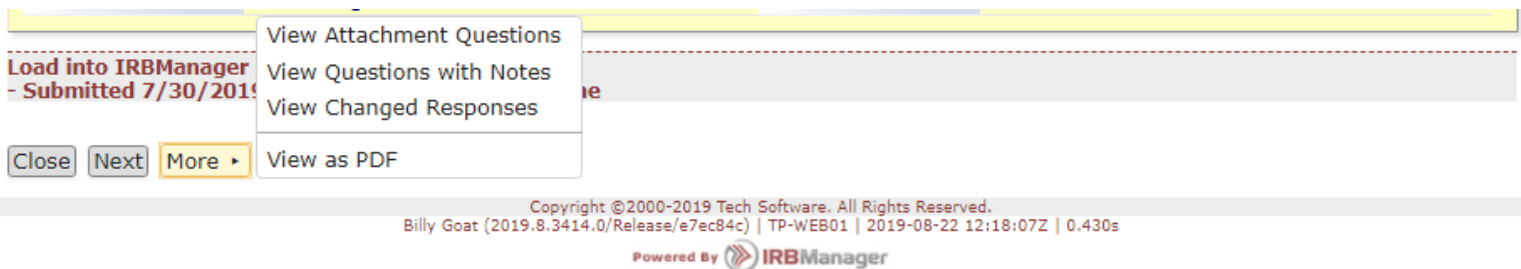 View Attachment Questions
Load into IRBManager
View Questions with Notes
- Submitted 7/30/2019
View Changed Responses
Close Next More ▸ View as PDF
Copyright ©2000-2019 Tech Software. All Rights Reserved.
Billy Goat (2019.8.3414.0/Release/e7ec84c) | TP-WEB01 | 2019-08-22 12:18:07Z | 0.430s
Powered By IRBManager